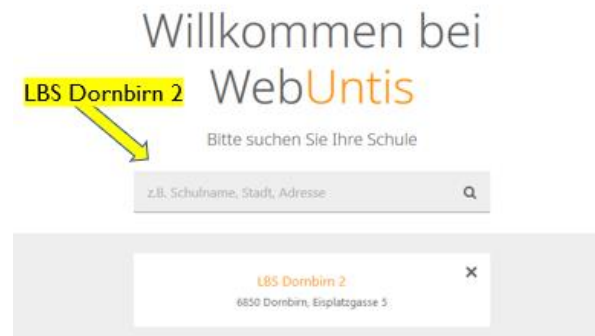 Willkommen bei
WebUntis
LBS Dornbirn 2
Bitte suchen Sie Ihre Schule
z.B. Schulname, Stadt, Adresse
LBS Dornbirn 2
6850 Dornbirn, Eisplatzgasse 5